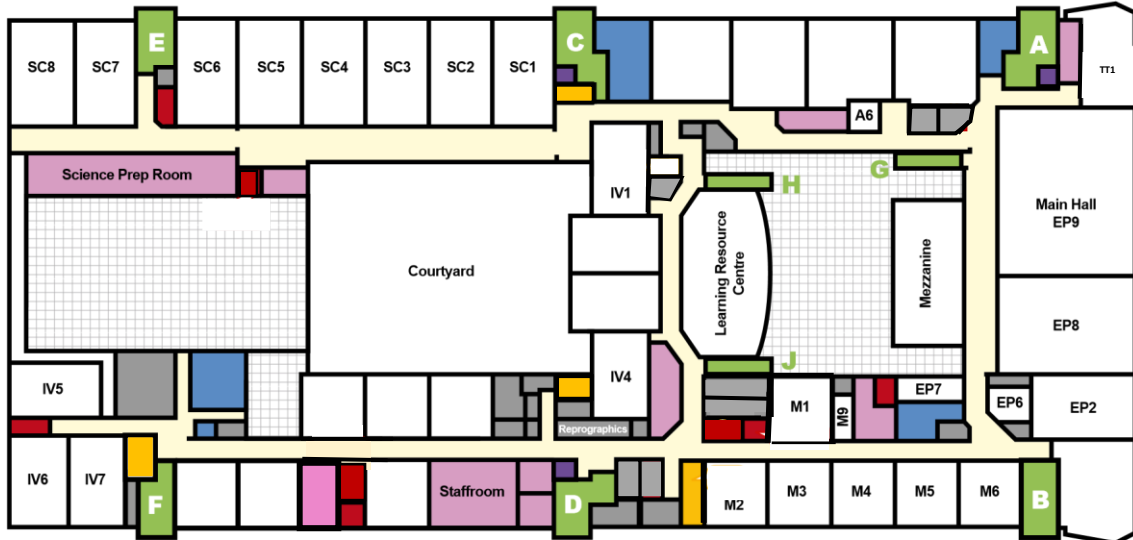 E
C
A
SC8
SC7
SC6
SC5
SC4
SC3
SC2
SC1
TT1
A6
Science Prep Room
IV1
H
G
Main Hall
EP9
Courtyard
Learning Resource
Centre
Mezzanine
EP8
J
IV5
IV4
M1
M9
EP7
EP6
EP2
Reprographics
IV6
IV7
F
Staffroom
D
M2
M3
M4
M5
M6
B